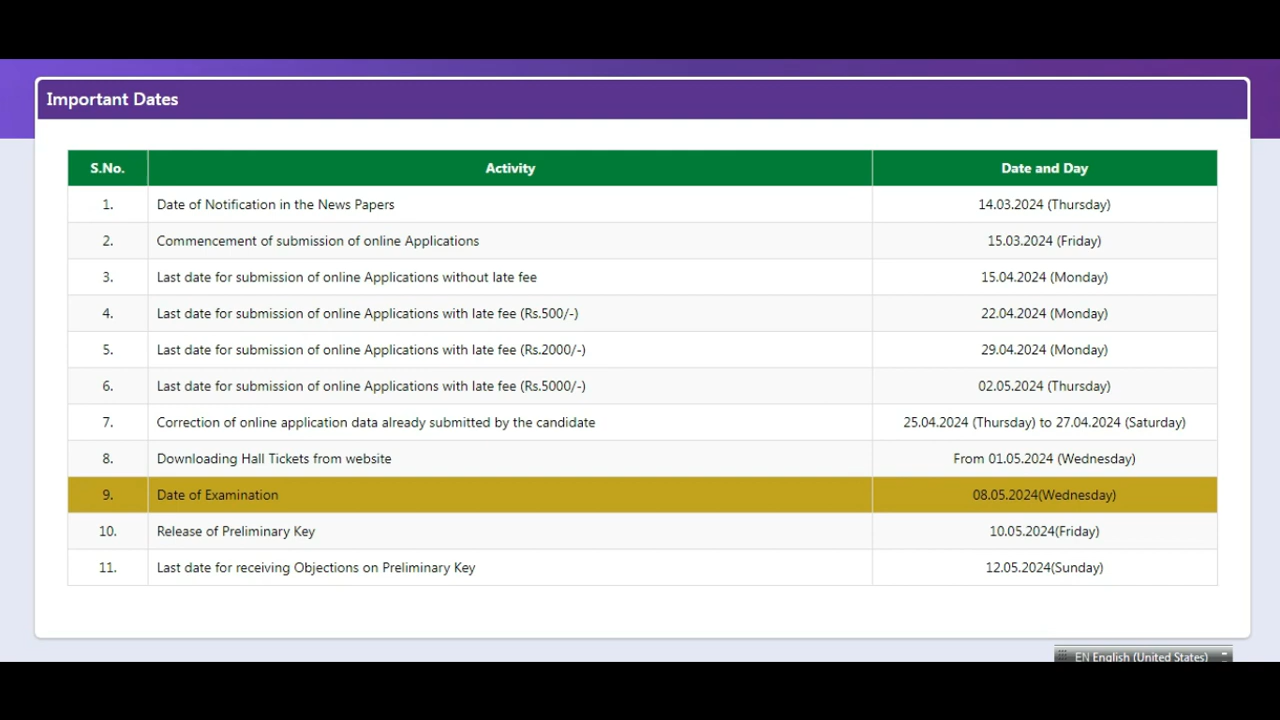 Important Dates
S.No. Activity Date and Day
1. Date of Notification in the News Papers 14.03.2024 (Thursday)
2. Commencement of submission of online Applications 15.03.2024 (Friday)
3. Last date for submission of online Applications without late fee 15.04.2024 (Monday)
4. Last date for submission of online Applications with late fee (Rs.500/-) 22.04.2024 (Monday)
5. Last date for submission of online Applications with late fee (Rs.2000/-) 29.04.2024 (Monday)
6. Last date for submission of online Applications with late fee (Rs.5000/-) 02.05.2024 (Thursday)
7. Correction of online application data already submitted by the candidate 25.04.2024 (Thursday) to 27.04.2024 (Saturday)
8. Downloading Hall Tickets from website From 01.05.2024 (Wednesday)
9. Date of Examination 08.05.2024(Wednesday)
10. Release of Preliminary Key 10.05.2024(Friday)
11. Last date for receiving Objections on Preliminary Key 12.05.2024(Sunday)
EN English (United States)